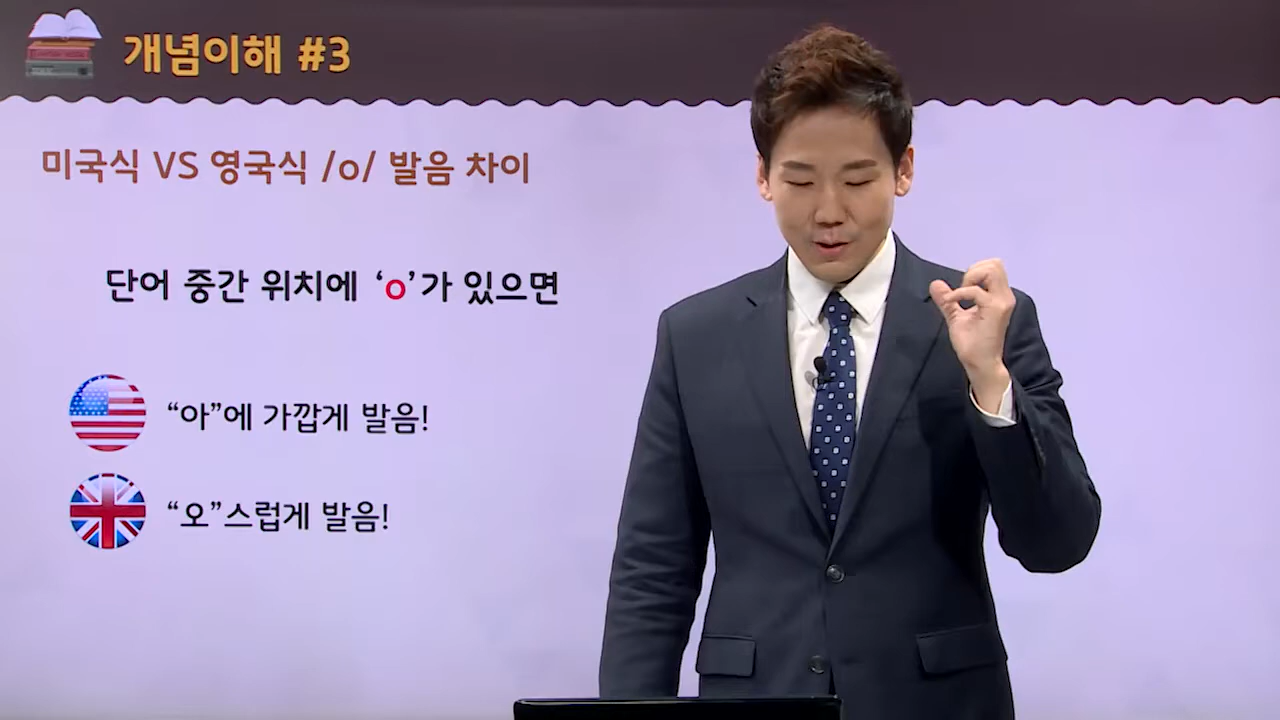 개념이해 #3
미국식 VS 영국식 /o/ 발음 차이
단어 중간 위치에 ‘o’가 있으면
“아”에 가깝게 발음!
“오”스럽게 발음!